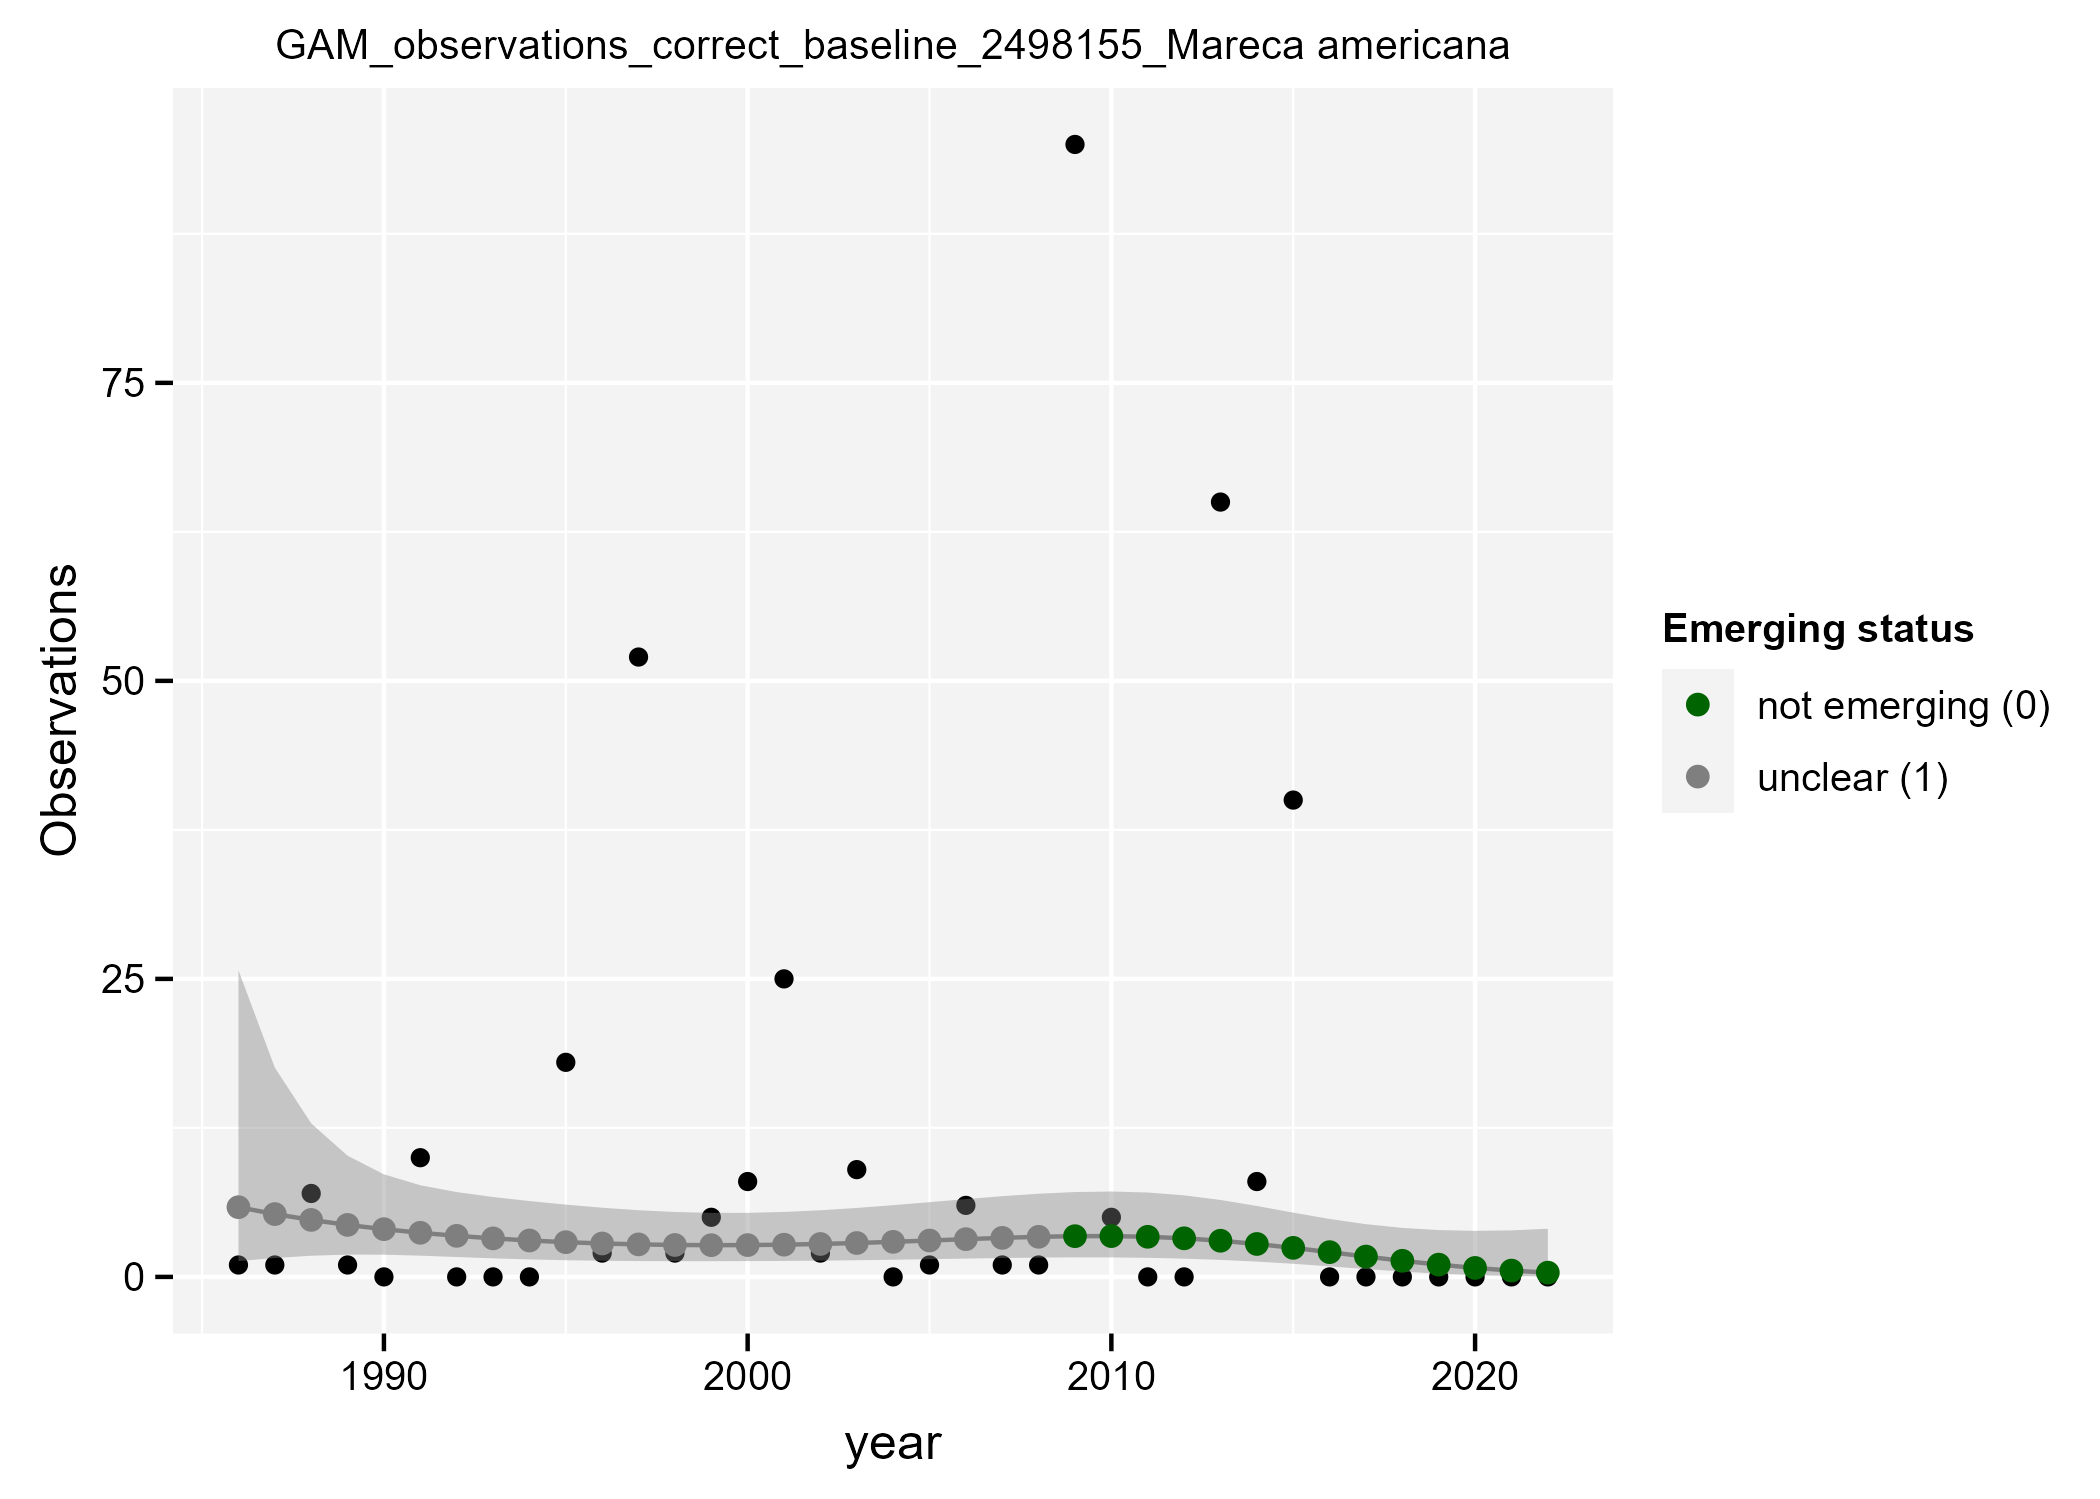 GAM_observations_correct_baseline_2498155_Mareca americana
Observations
75
50
25
0
1990 2000 2010 2020
year
Emerging status
not emerging (0)
unclear (1)